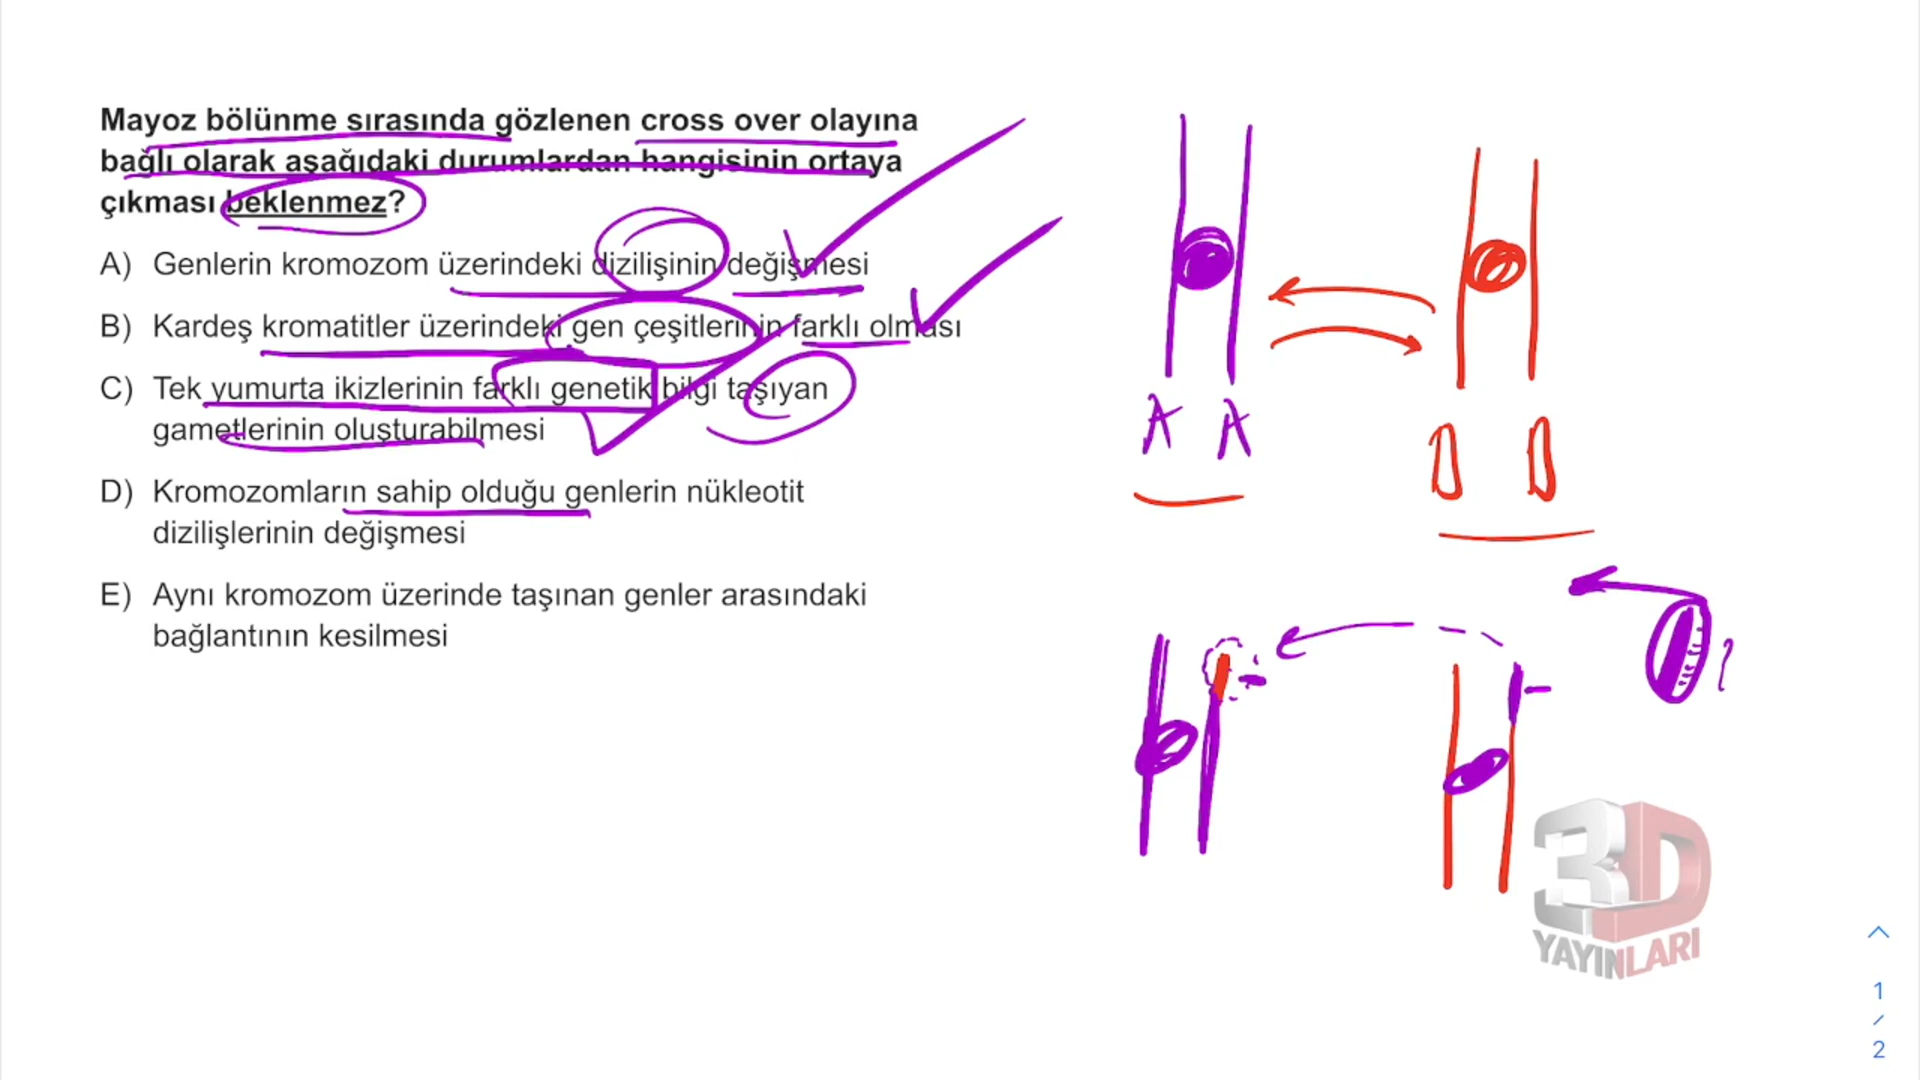 Mayoz bölünme sırasında gözlenen cross over olayına
bağlı olarak aşağıdaki durumlardan hangisinin ortaya
çıkması beklenmez?
A) Genlerin kromozom üzerindeki dizilişinin değişmesi
B) Kardeş kromatitler üzerindeki gen çeşitlerinin farklı olması
C) Tek yumurta ikizlerinin farklı genetik bilgi taşıyan
gametlerinin oluşturabilmesi
D) Kromozomların sahip olduğu genlerin nükleotit
dizilişlerinin değişmesi
E) Aynı kromozom üzerinde taşınan genler arasındaki
bağlantının kesilmesi
A A
3D
YAYINLARI
1
/
2